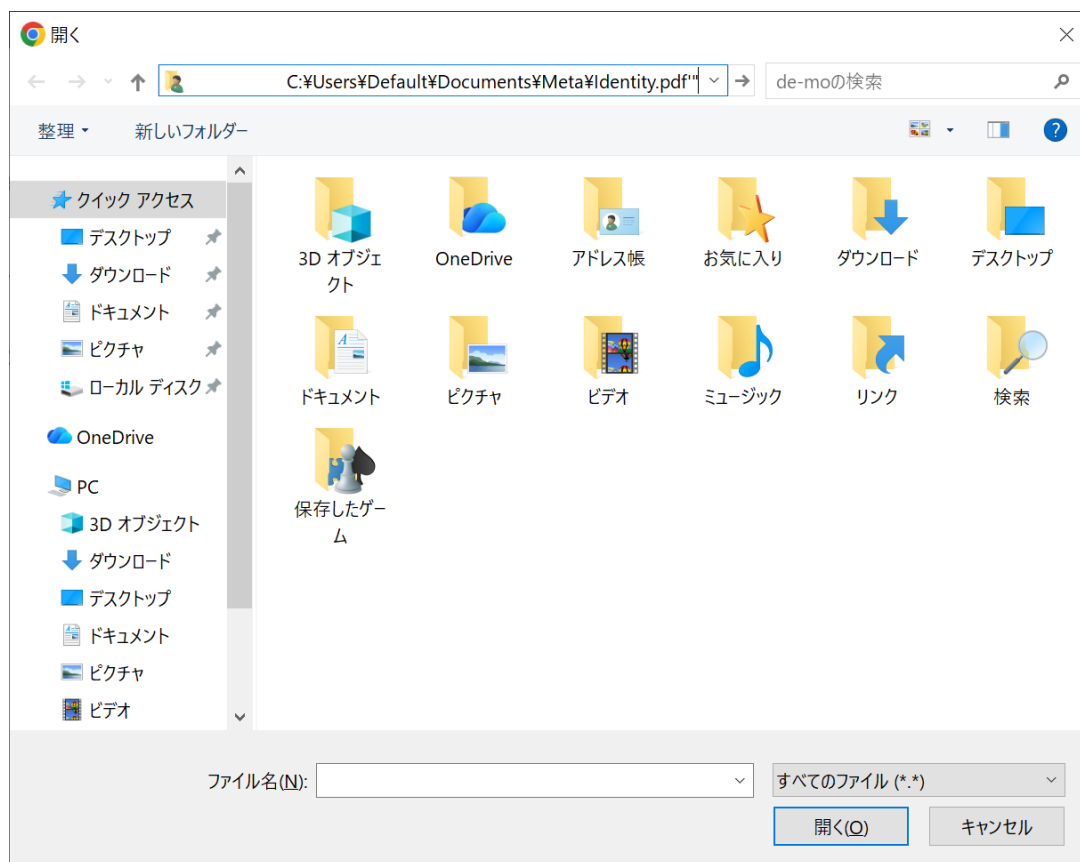 開く
C:¥Users¥Default¥Documents¥Meta¥Identity.pdf'"
de-moの検索
整理
新しいフォルダー
?
クイック アクセス
デスクトップ
ダウンロード
ドキュメント
ピクチャ
ローカル ディスク
OneDrive
PC
3D オブジェクト
ダウンロード
デスクトップ
ドキュメント
ピクチャ
ビデオ
3D オブジェ
クト
OneDrive
アドレス帳
お気に入り
ダウンロード
デスクトップ
ドキュメント
ピクチャ
ビデオ
ミュージック
リンク
検索
保存したゲー
ム
ファイル名(N):
すべてのファイル (*.*)
開く(O)
キャンセル